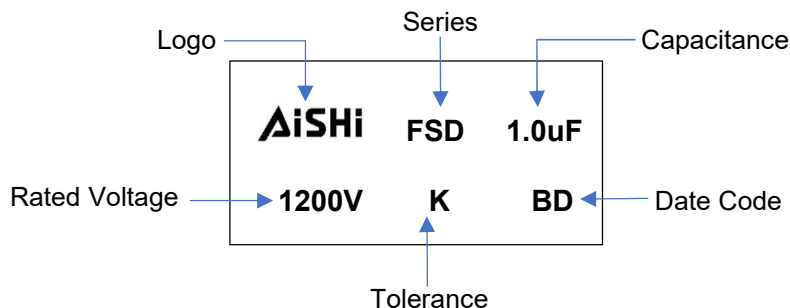 Series
Logo
Capacitance
AiSHi FSD 1.0uF
Rated Voltage
1200V K BD
Date Code
Tolerance